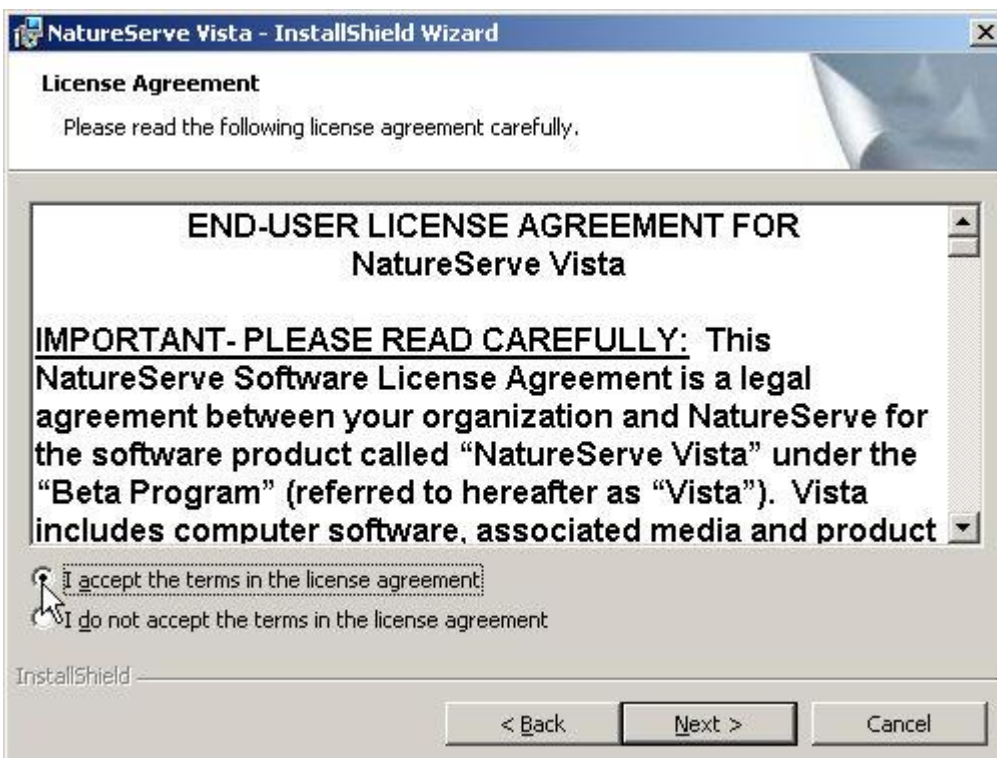 NatureServe Vista - InstallShield Wizard
License Agreement
Please read the following license agreement carefully.
END-USER LICENSE AGREEMENT FOR
NatureServe Vista
IMPORTANT- PLEASE READ CAREFULLY: This
NatureServe Software License Agreement is a legal
agreement between your organization and NatureServe for
the software product called “NatureServe Vista” under the
“Beta Program” (referred to hereafter as “Vista”). Vista
includes computer software, associated media and product
I accept the terms in the license agreement
I do not accept the terms in the license agreement
InstallShield
< Back Next > Cancel